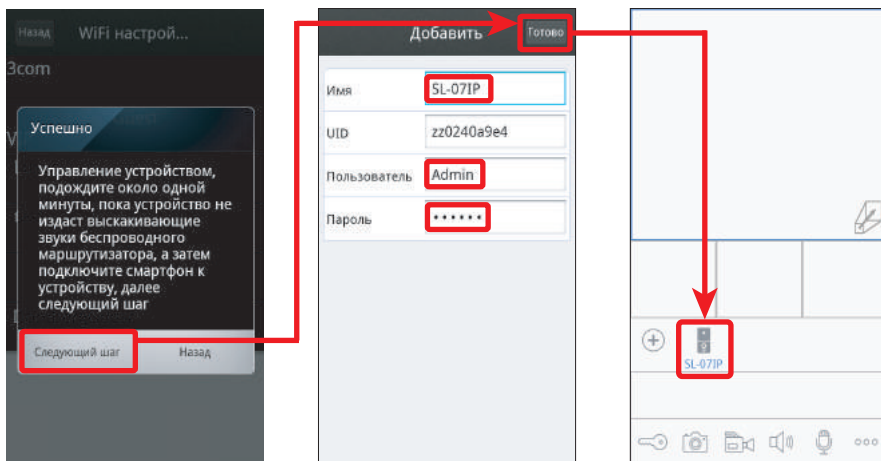 Назад WiFi настрой...
3com
Успешно
Управление устройством,
подождите около одной
минуты, пока устройство не
издаст выскакивающие
звуки беспроводного
маршрутизатора, а затем
подключите смартфон к
устройству, далее
следующий шаг
Следующий шаг Назад
Добавить Готово
Имя SL-07IP
UID zz0240a9e4
Пользователь Admin
Пароль ••••••
SL-07IP